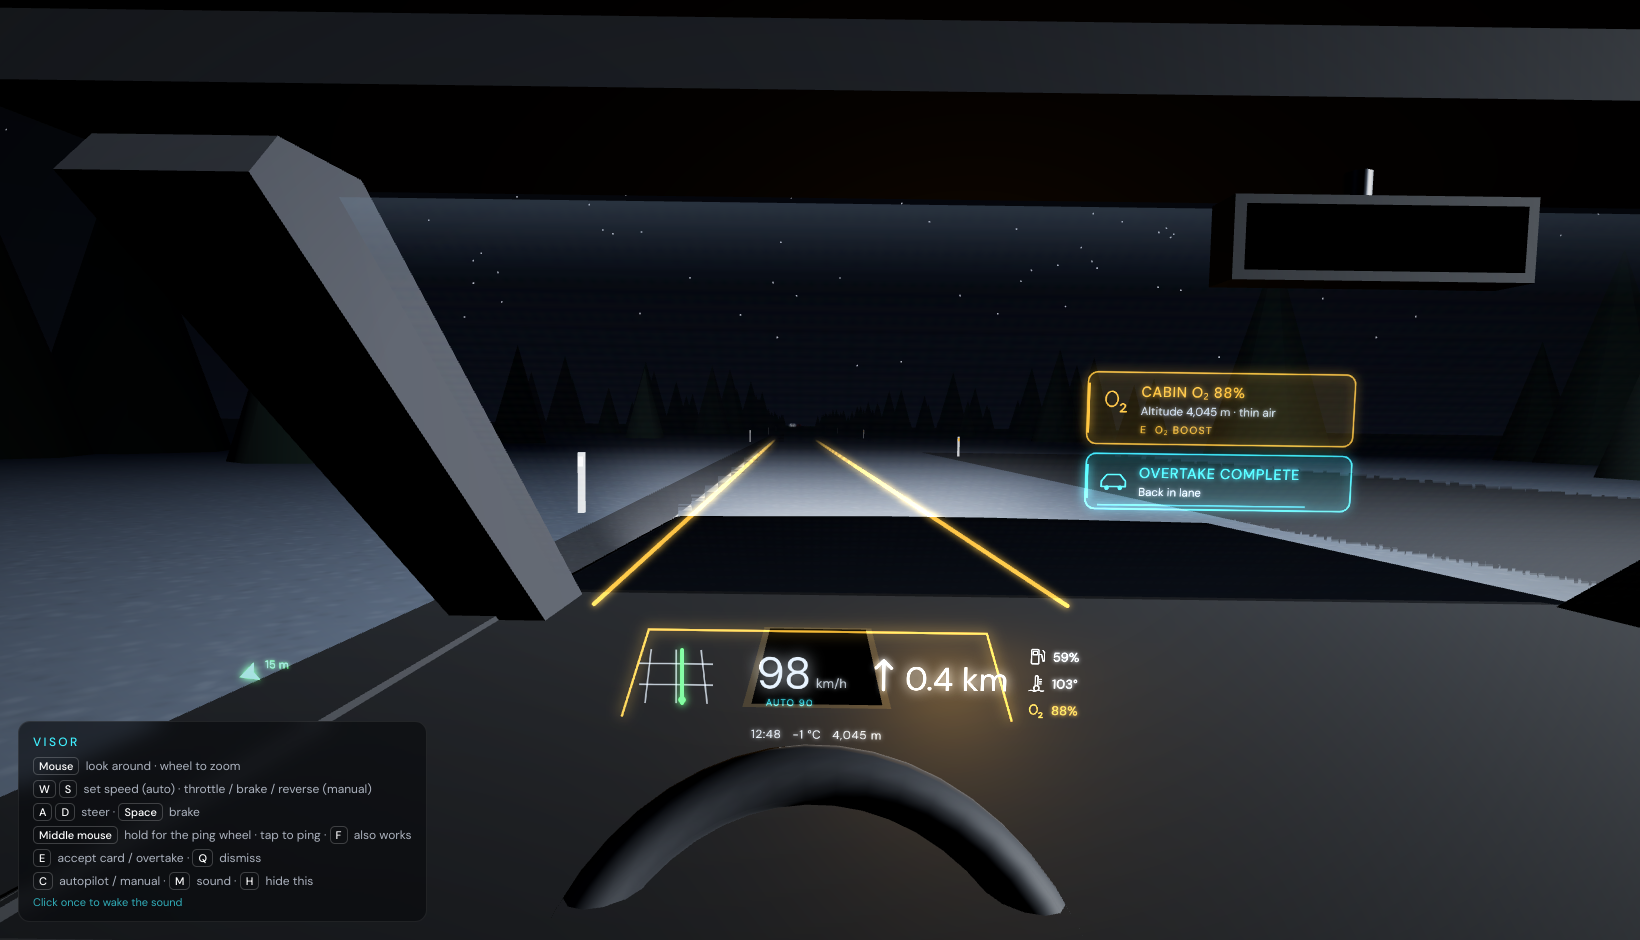 CABIN O₂ 88%
Altitude 4,045 m · thin air
E O₂ BOOST
OVERTAKE COMPLETE
Back in lane
15 m
98 km/h
AUTO 90
0.4 km
59%
103°
O₂ 88%
12:48 -1 °C 4,045 m
VISOR
Mouse look around · wheel to zoom
W S set speed (auto) · throttle / brake / reverse (manual)
A D steer · Space brake
Middle mouse hold for the ping wheel · tap to ping · F also works
E accept card / overtake · Q dismiss
C autopilot / manual · M sound · H hide this
Click once to wake the sound